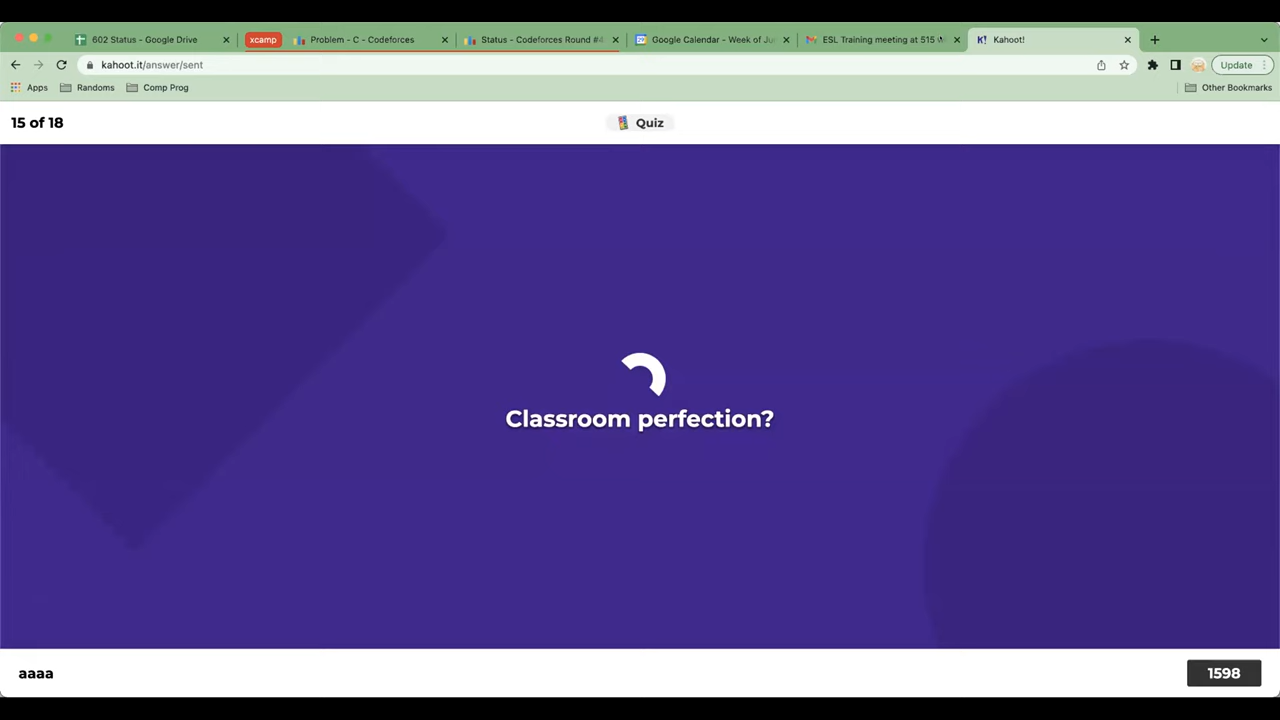 602 Status - Google Drive
xcamp
Problem - C - Codeforces
Status - Codeforces Round #4
Google Calendar - Week of Ju
ESL Training meeting at 515
K! Kahoot!
kahoot.it/answer/sent
Update
Apps
Randoms
Comp Prog
Other Bookmarks
15 of 18
Quiz
Classroom perfection?
aaaa
1598